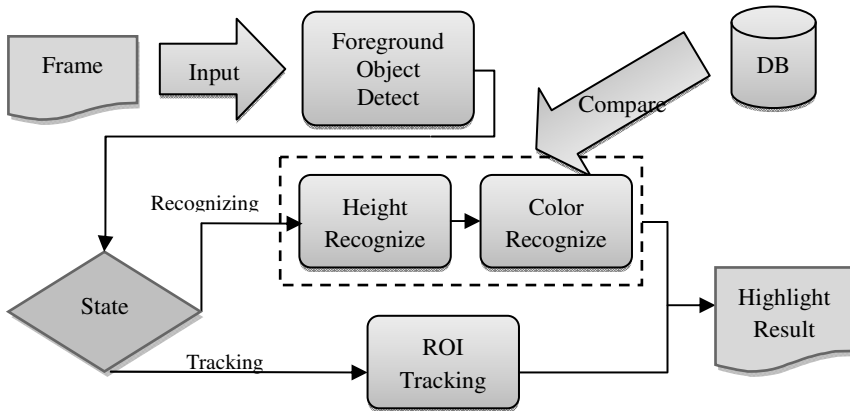 Frame
Input
Foreground
Object
Detect
Compare
DB
Recognizing
Height
Recognize
Color
Recognize
State
Tracking
ROI
Tracking
Highlight
Result